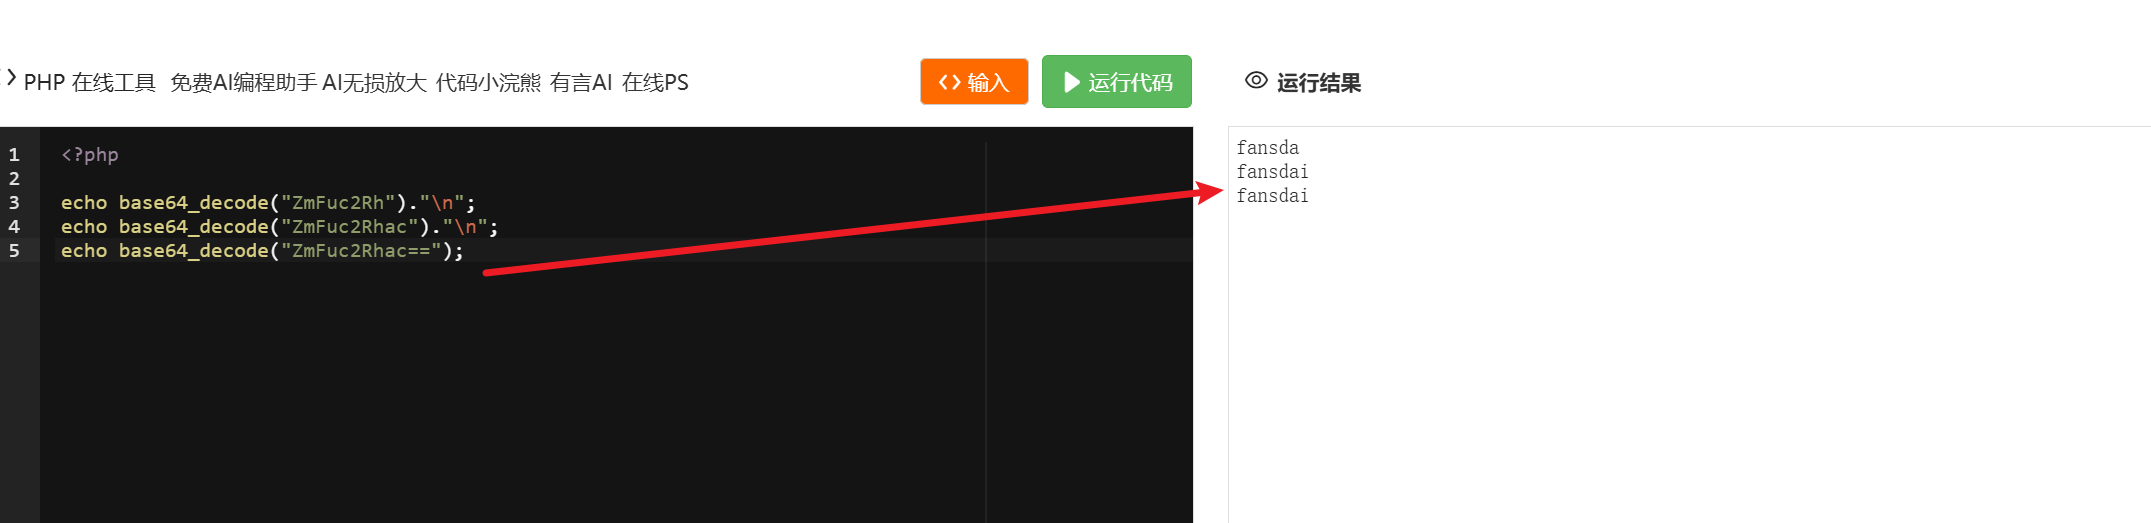 PHP 在线工具 免费AI编程助手 AI无损放大 代码小浣熊 有言AI 在线PS
<> 输入
运行代码
运行结果
1 <?php
2
3 echo base64_decode("ZmFuc2Rh")."\n";
4 echo base64_decode("ZmFuc2Rhac")."\n";
5 echo base64_decode("ZmFuc2Rhac==");
fansda
fansdai
fansdai